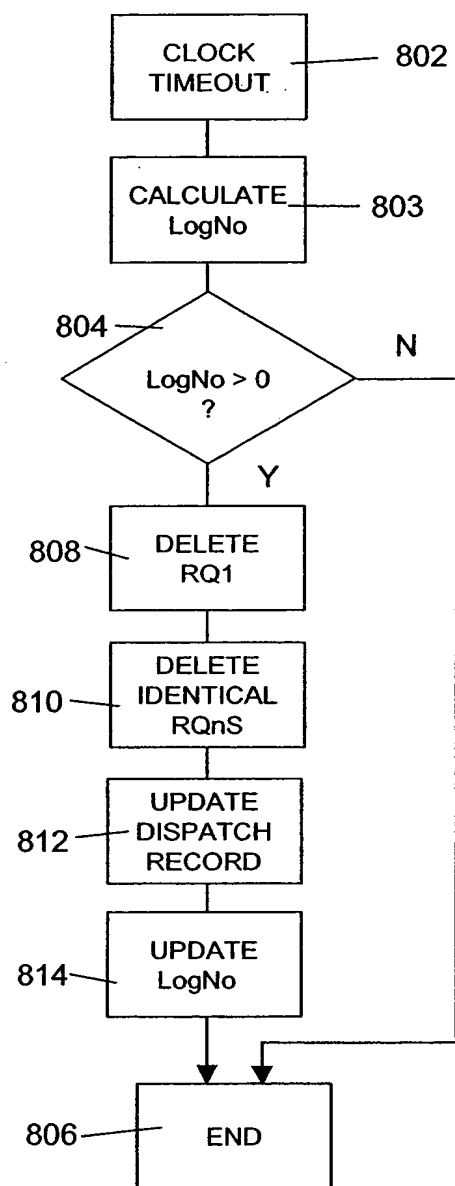 CLOCK
TIMEOUT
802
CALCULATE
LogNo
803
804
LogNo > 0
?
N
Y
808
DELETE
RQ1
810
DELETE
IDENTICAL
RQnS
812
UPDATE
DISPATCH
RECORD
814
UPDATE
LogNo
806
END